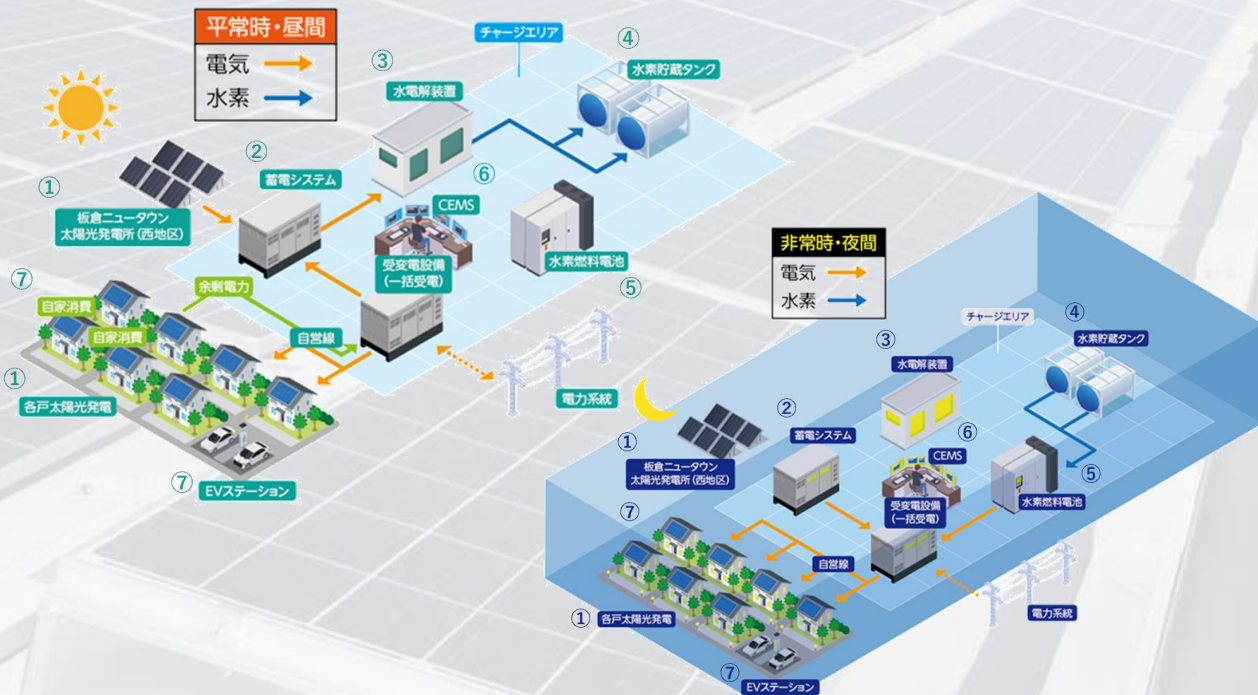 平常時・昼間
電気
水素
チャージエリア
④
水素貯蔵タンク
③
水電解装置
②
蓄電システム
①
板倉ニュータウン
太陽光発電所(西地区)
⑥
CEMS
受変電設備
(一括受電)
水素燃料電池
⑤
⑦
余剰電力
自家消費
自家消費
自営線
①
各戸太陽光発電
電力系統
⑦
EVステーション
非常時・夜間
電気
水素
チャージエリア
④
水素貯蔵タンク
③
水電解装置
②
蓄電システム
①
板倉ニュータウン
太陽光発電所(西地区)
⑥
CEMS
受変電設備
(一括受電)
⑤
水素燃料電池
⑦
自営線
①
各戸太陽光発電
電力系統
⑦
EVステーション